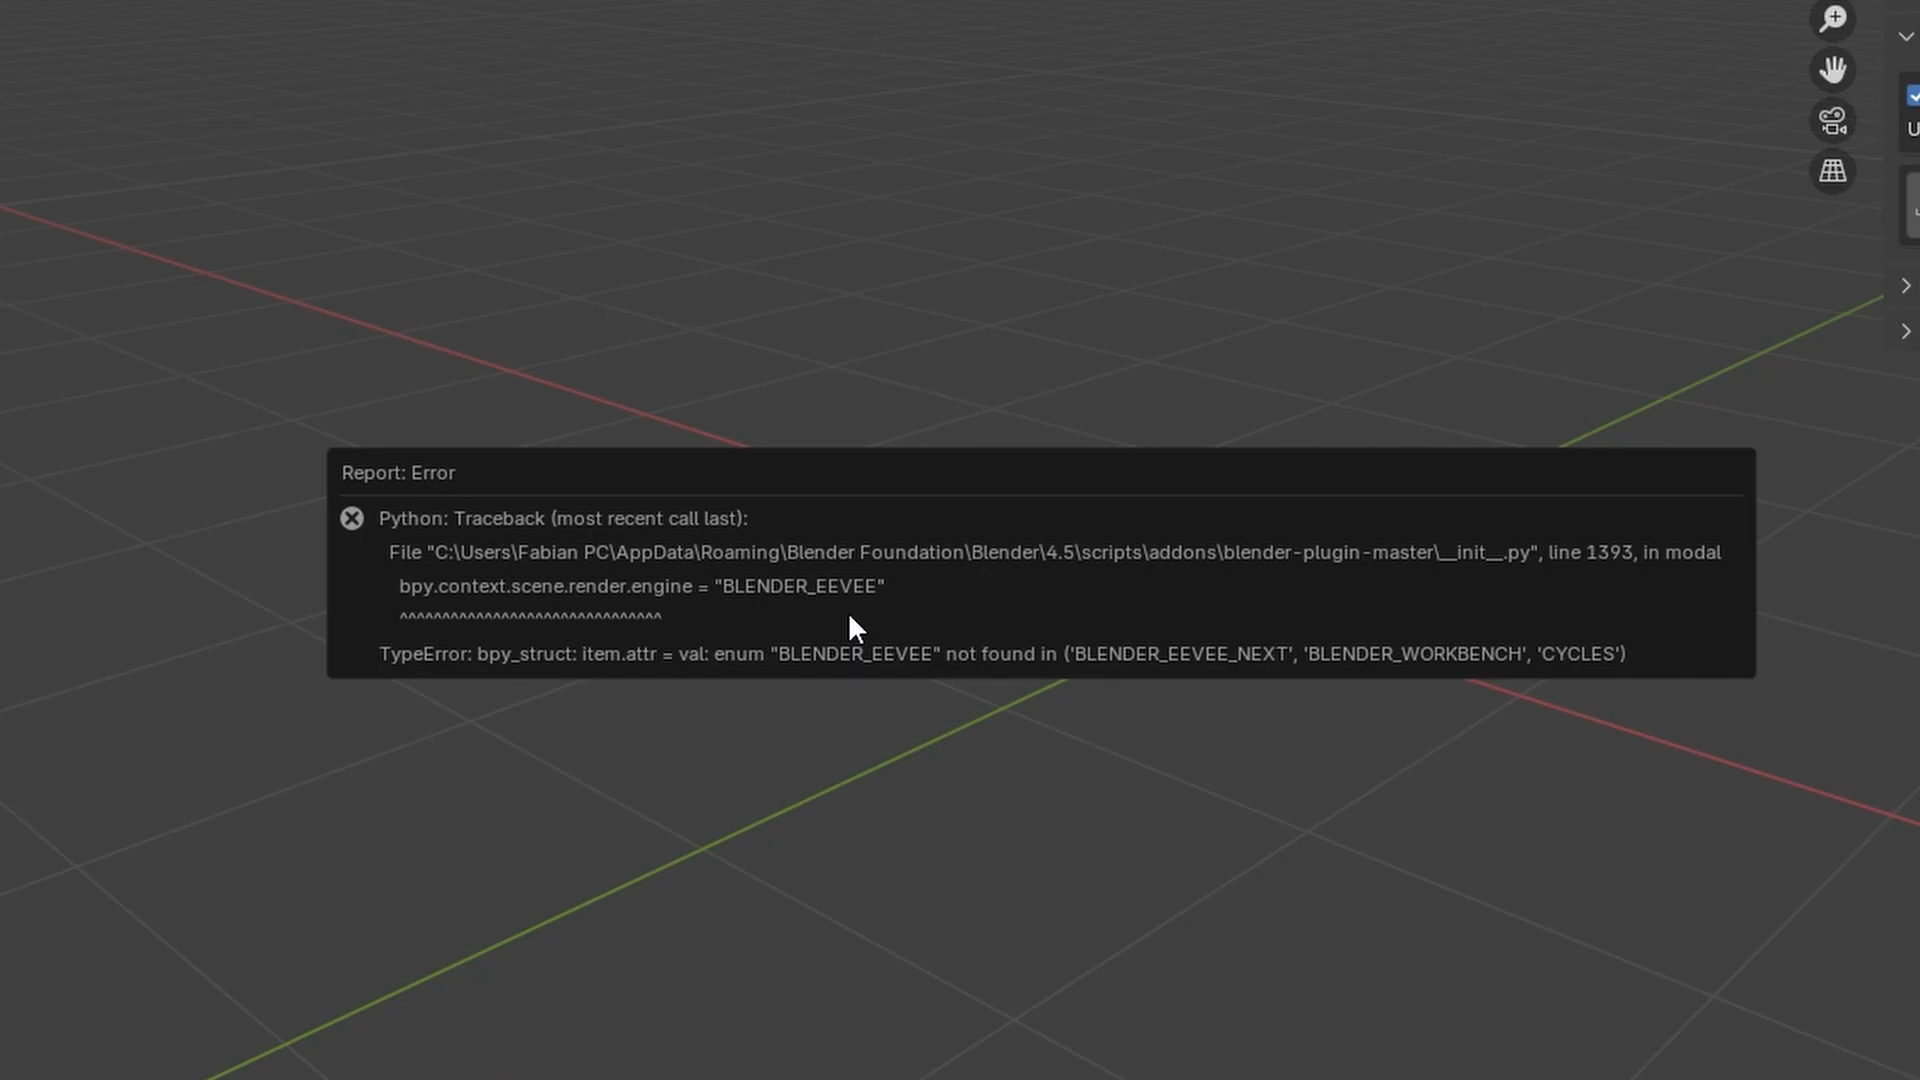 U
Report: Error
Python: Traceback (most recent call last):
File "C:\Users\Fabian PC\AppData\Roaming\Blender Foundation\Blender\4.5\scripts\addons\blender-plugin-master\__init__.py", line 1393, in modal
bpy.context.scene.render.engine = "BLENDER_EEVEE"
^^^^^^^^^^^^^^^^^^^^^^^^^^^^^^^
TypeError: bpy_struct: item.attr = val: enum "BLENDER_EEVEE" not found in ('BLENDER_EEVEE_NEXT', 'BLENDER_WORKBENCH', 'CYCLES')